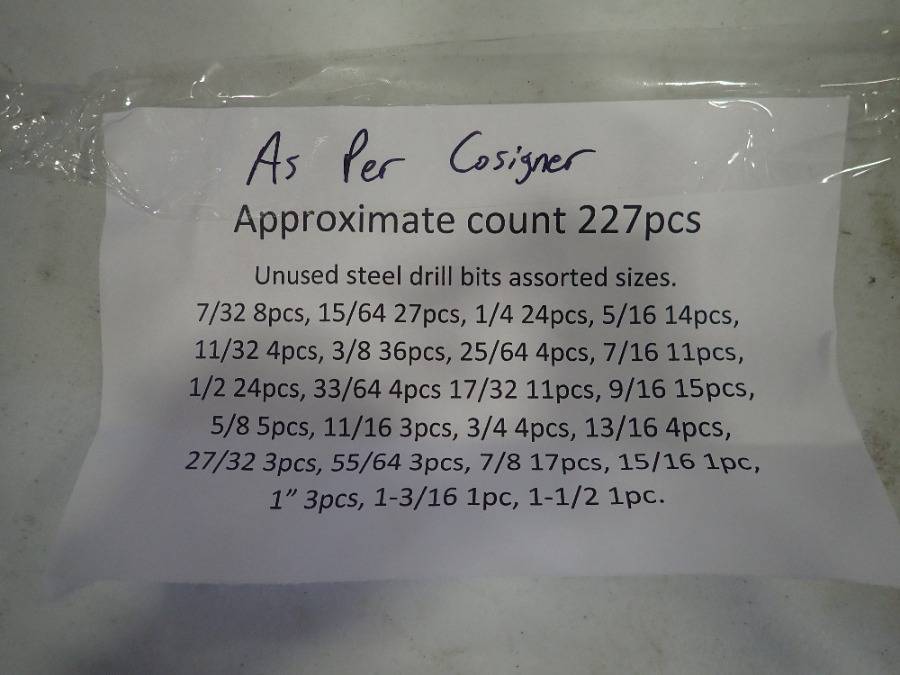 As Per Cosigner
Approximate count 227pcs
Unused steel drill bits assorted sizes.
7/32 8pcs, 15/64 27pcs, 1/4 24pcs, 5/16 14pcs,
11/32 4pcs, 3/8 36pcs, 25/64 4pcs, 7/16 11pcs,
1/2 24pcs, 33/64 4pcs 17/32 11pcs, 9/16 15pcs,
5/8 5pcs, 11/16 3pcs, 3/4 4pcs, 13/16 4pcs,
27/32 3pcs, 55/64 3pcs, 7/8 17pcs, 15/16 1pc,
1” 3pcs, 1-3/16 1pc, 1-1/2 1pc.